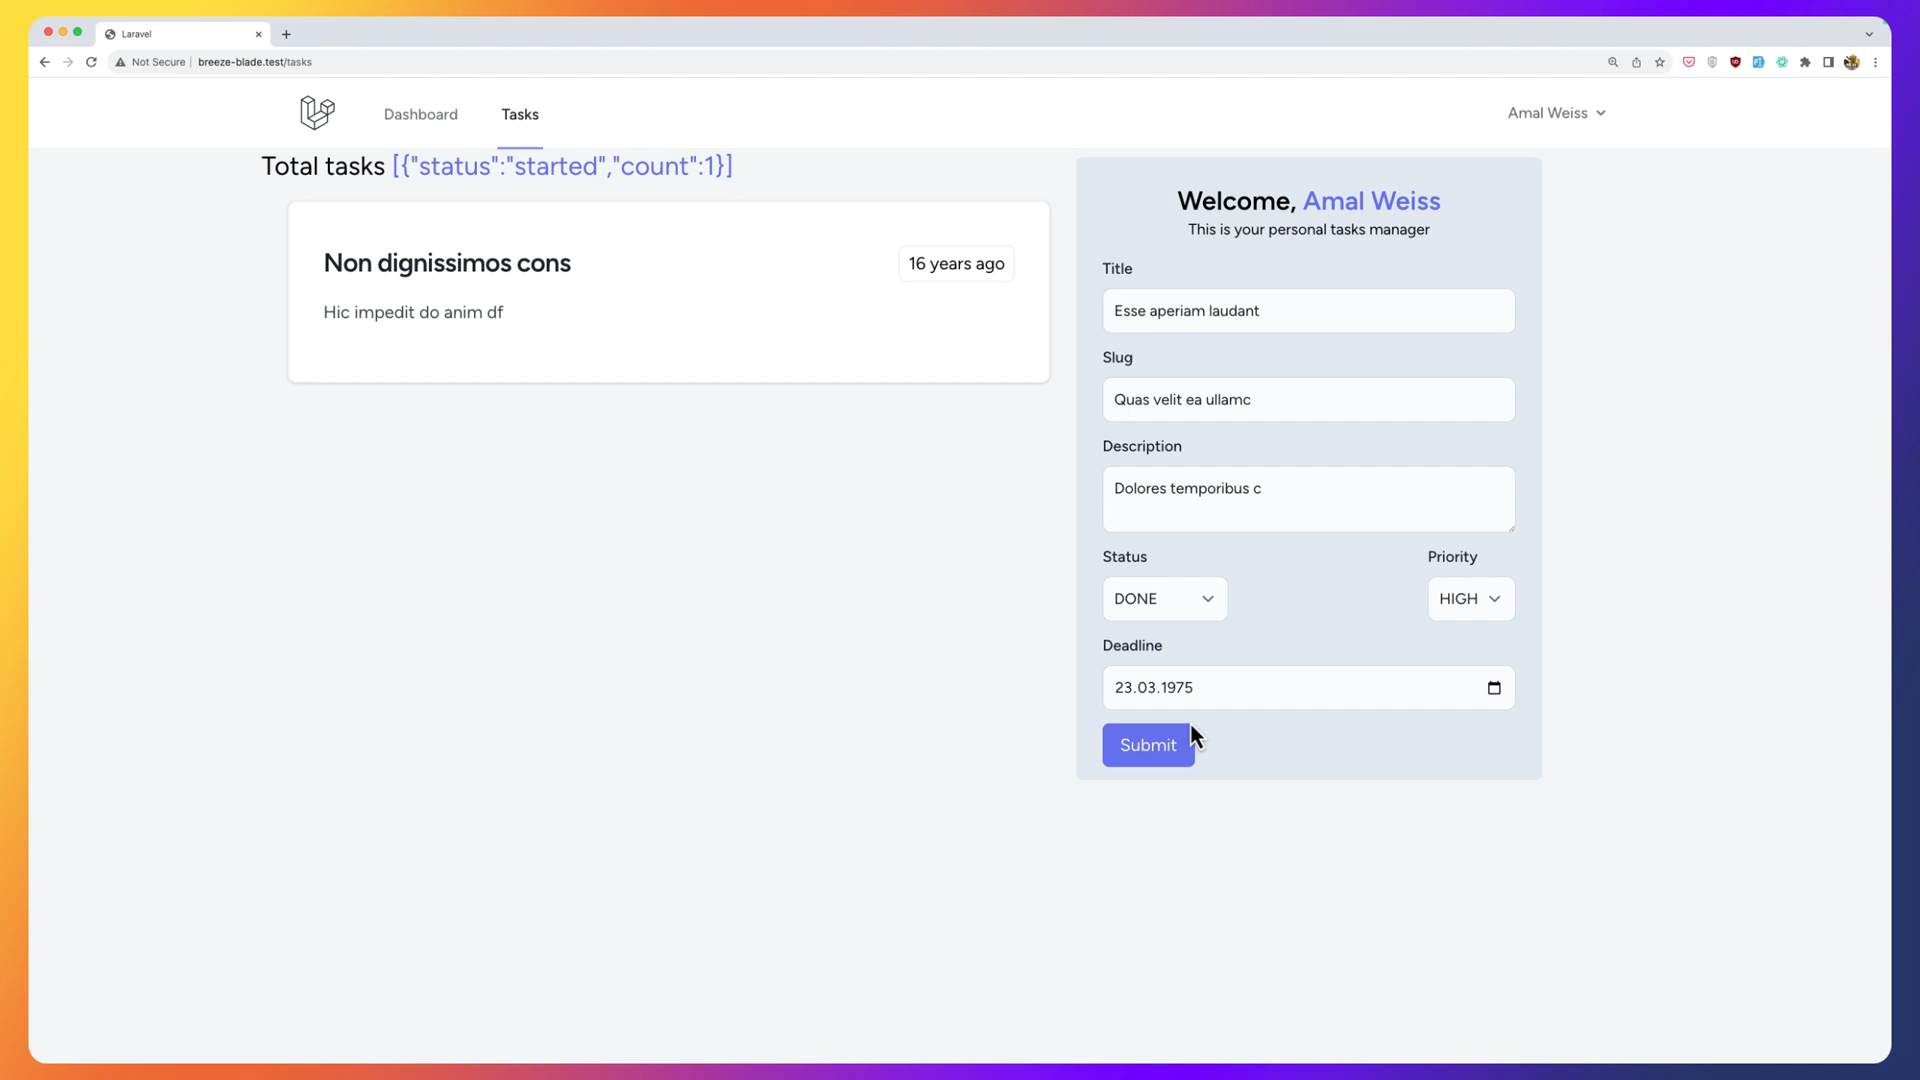 Laravel
Not Secure
breeze-blade.test/tasks
Dashboard
Tasks
Amal Weiss
Total tasks [{"status":"started","count":1}]
Non dignissimos cons
16 years ago
Hic impedit do anim df
Welcome, Amal Weiss
This is your personal tasks manager
Title
Esse aperiam laudant
Slug
Quas velit ea ullamc
Description
Dolores temporibus c
Status
Priority
DONE
HIGH
Deadline
23.03.1975
Submit